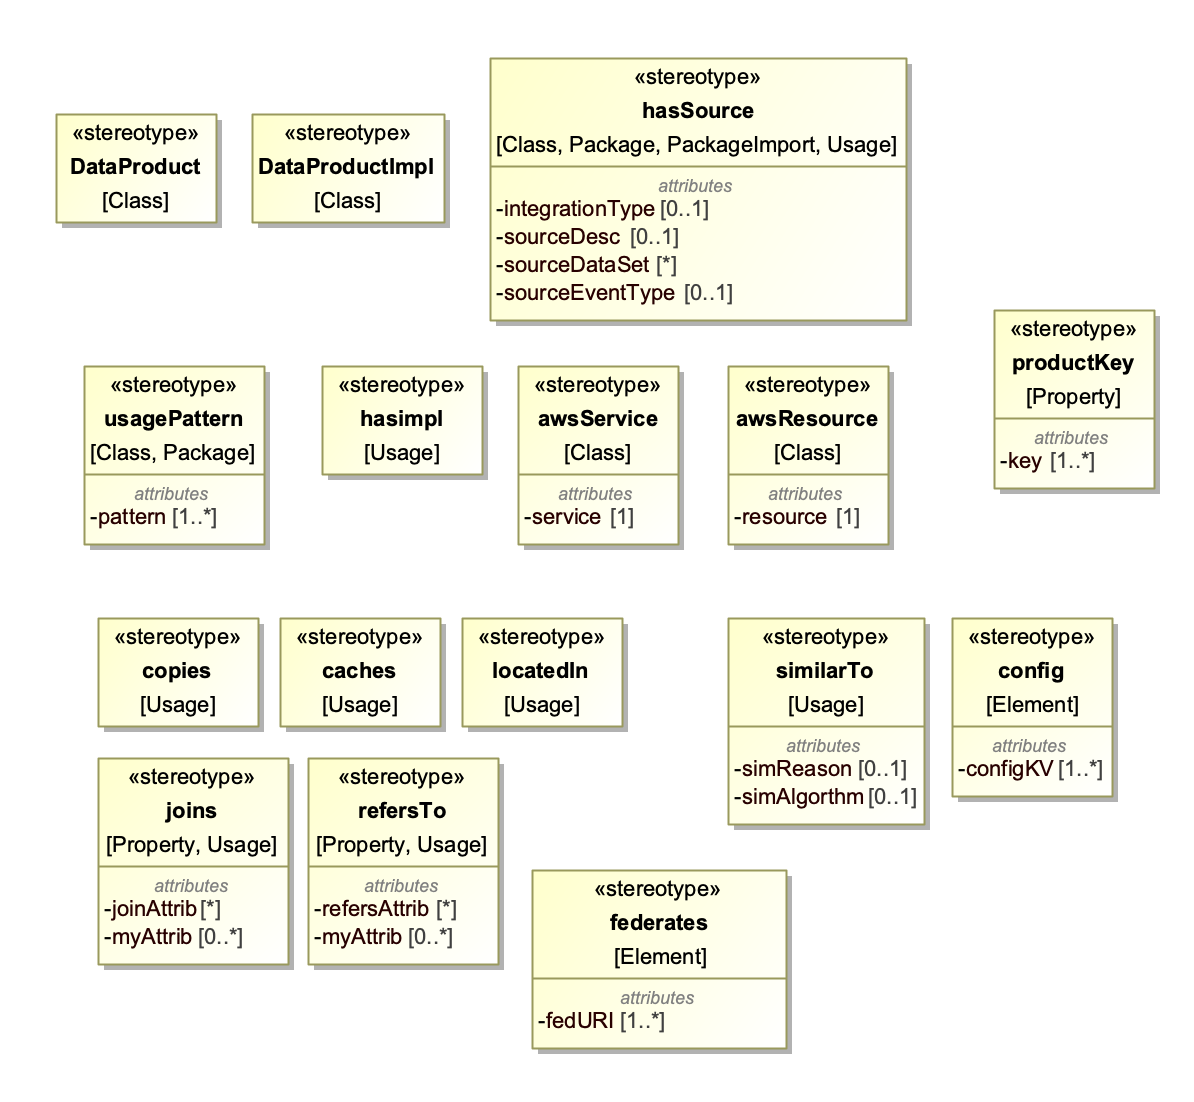 «stereotype»
DataProduct
[Class]
«stereotype»
DataProductImpl
[Class]
«stereotype»
hasSource
[Class, Package, PackageImport, Usage]
attributes
-integrationType [0..1]
-sourceDesc [0..1]
-sourceDataSet [*]
-sourceEventType [0..1]
«stereotype»
productKey
[Property]
attributes
-key [1..*]
«stereotype»
usagePattern
[Class, Package]
attributes
-pattern [1..*]
«stereotype»
hasimpl
[Usage]
«stereotype»
awsService
[Class]
attributes
-service [1]
«stereotype»
awsResource
[Class]
attributes
-resource [1]
«stereotype»
copies
[Usage]
«stereotype»
caches
[Usage]
«stereotype»
locatedIn
[Usage]
«stereotype»
similarTo
[Usage]
attributes
-simReason [0..1]
-simAlgorthm [0..1]
«stereotype»
config
[Element]
attributes
-configKV [1..*]
«stereotype»
joins
[Property, Usage]
attributes
-joinAttrib [*]
-myAttrib [0..*]
«stereotype»
refersTo
[Property, Usage]
attributes
-refersAttrib [*]
-myAttrib [0..*]
«stereotype»
federates
[Element]
attributes
-fedURI [1..*]